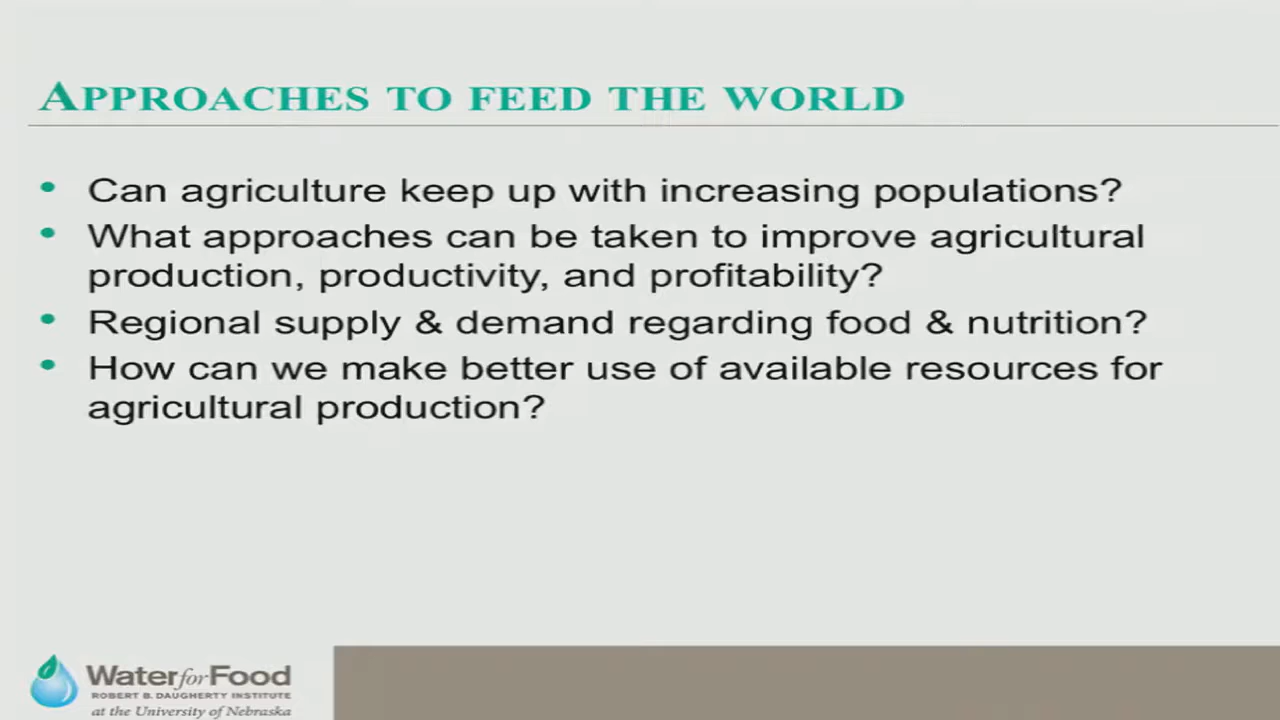 APPROACHES TO FEED THE WORLD
• Can agriculture keep up with increasing populations?
• What approaches can be taken to improve agricultural
production, productivity, and profitability?
• Regional supply & demand regarding food & nutrition?
• How can we make better use of available resources for
agricultural production?
Water for Food
ROBERT B. DAUGHERTY INSTITUTE
at the University of Nebraska